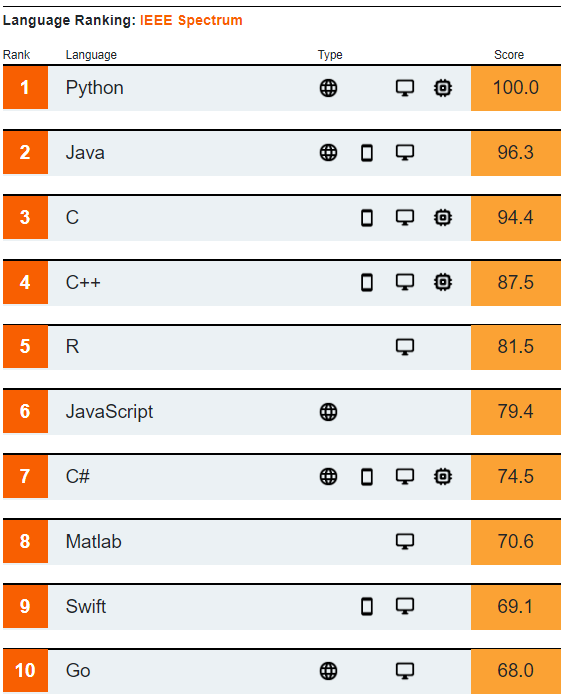 Language Ranking: IEEE Spectrum
Rank Language Type Score
1 Python 100.0
2 Java 96.3
3 C 94.4
4 C++ 87.5
5 R 81.5
6 JavaScript 79.4
7 C# 74.5
8 Matlab 70.6
9 Swift 69.1
10 Go 68.0